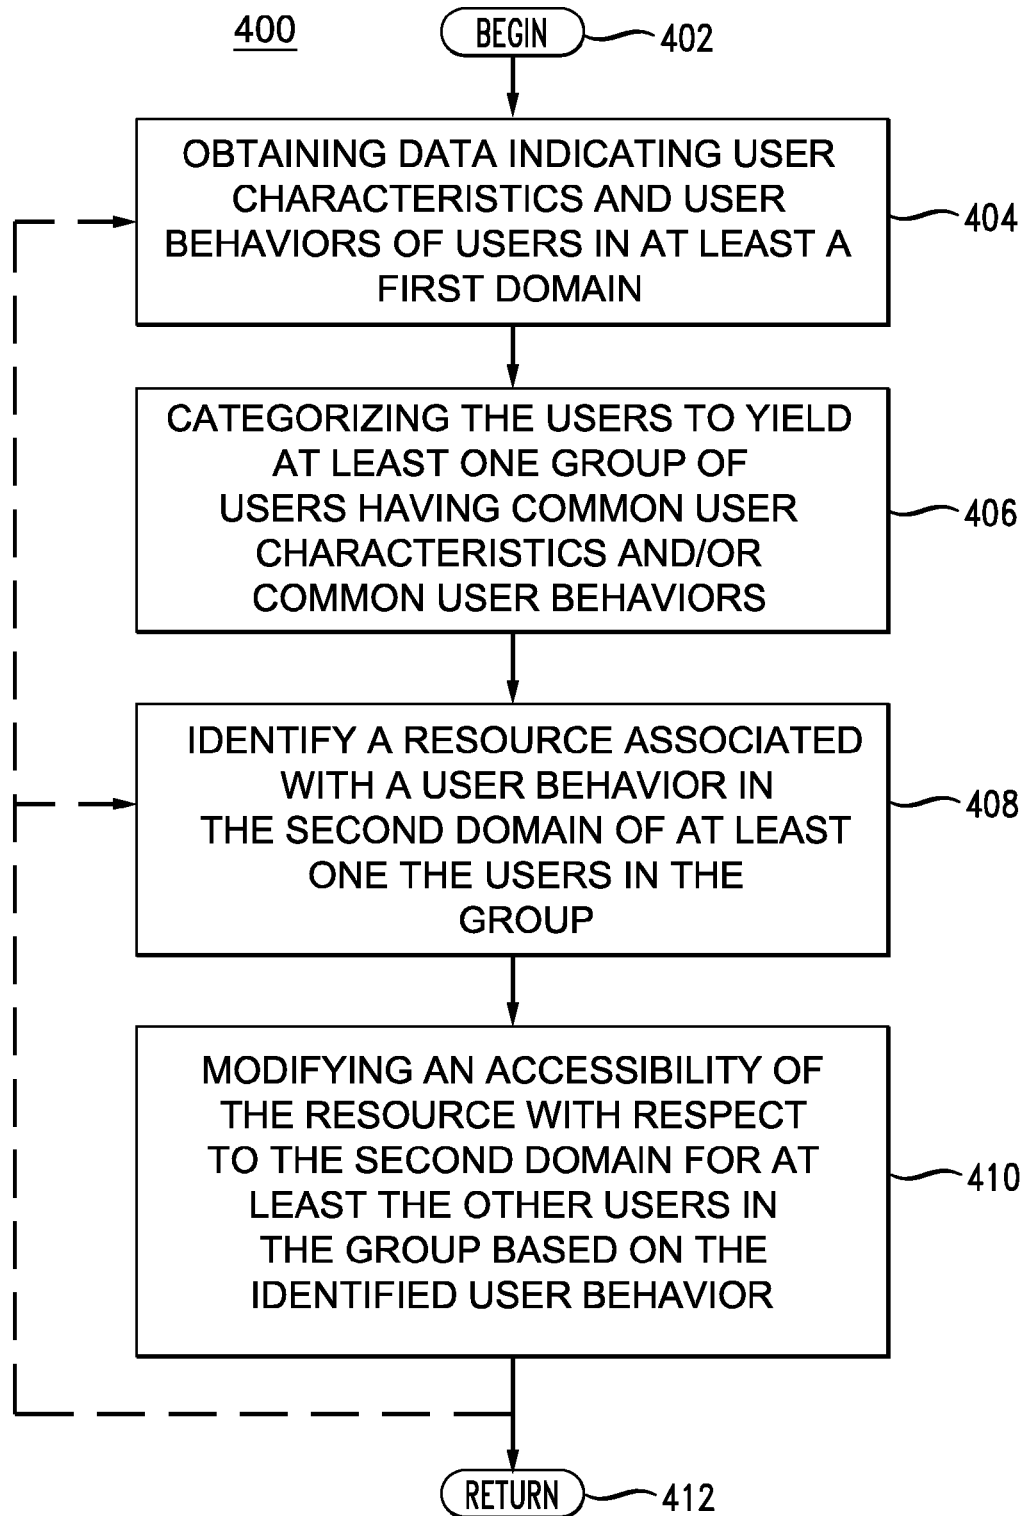 400
BEGIN
402
OBTAINING DATA INDICATING USER
CHARACTERISTICS AND USER
BEHAVIORS OF USERS IN AT LEAST A
FIRST DOMAIN
404
CATEGORIZING THE USERS TO YIELD
AT LEAST ONE GROUP OF
USERS HAVING COMMON USER
CHARACTERISTICS AND/OR
COMMON USER BEHAVIORS
406
IDENTIFY A RESOURCE ASSOCIATED
WITH A USER BEHAVIOR IN
THE SECOND DOMAIN OF AT LEAST
ONE THE USERS IN THE
GROUP
408
MODIFYING AN ACCESSIBILITY OF
THE RESOURCE WITH RESPECT
TO THE SECOND DOMAIN FOR AT
LEAST THE OTHER USERS IN
THE GROUP BASED ON THE
IDENTIFIED USER BEHAVIOR
410
RETURN
412